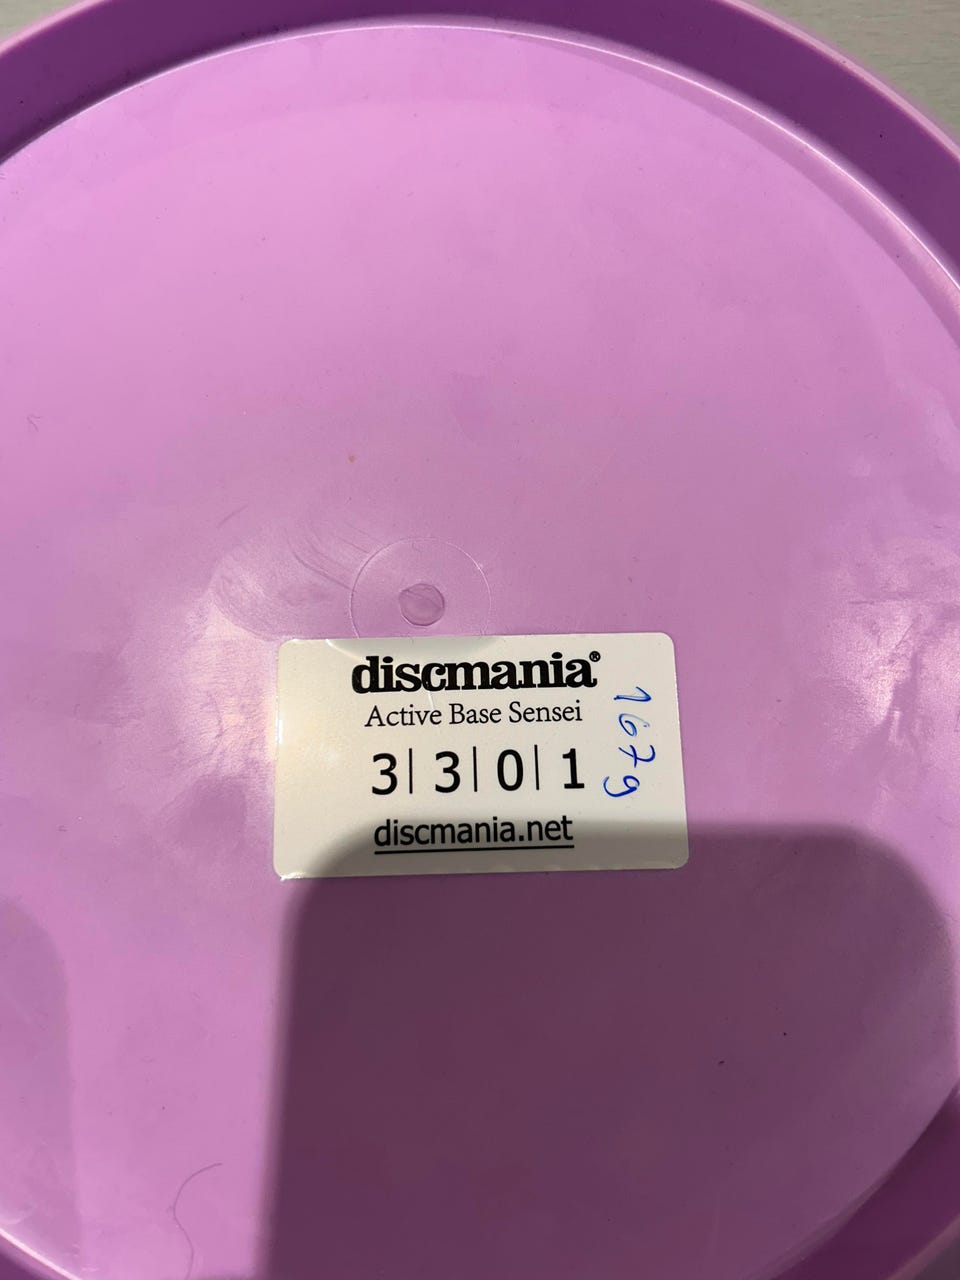 discmania®
Active Base Sensei
3| 3| 0| 1
discmania.net
167g